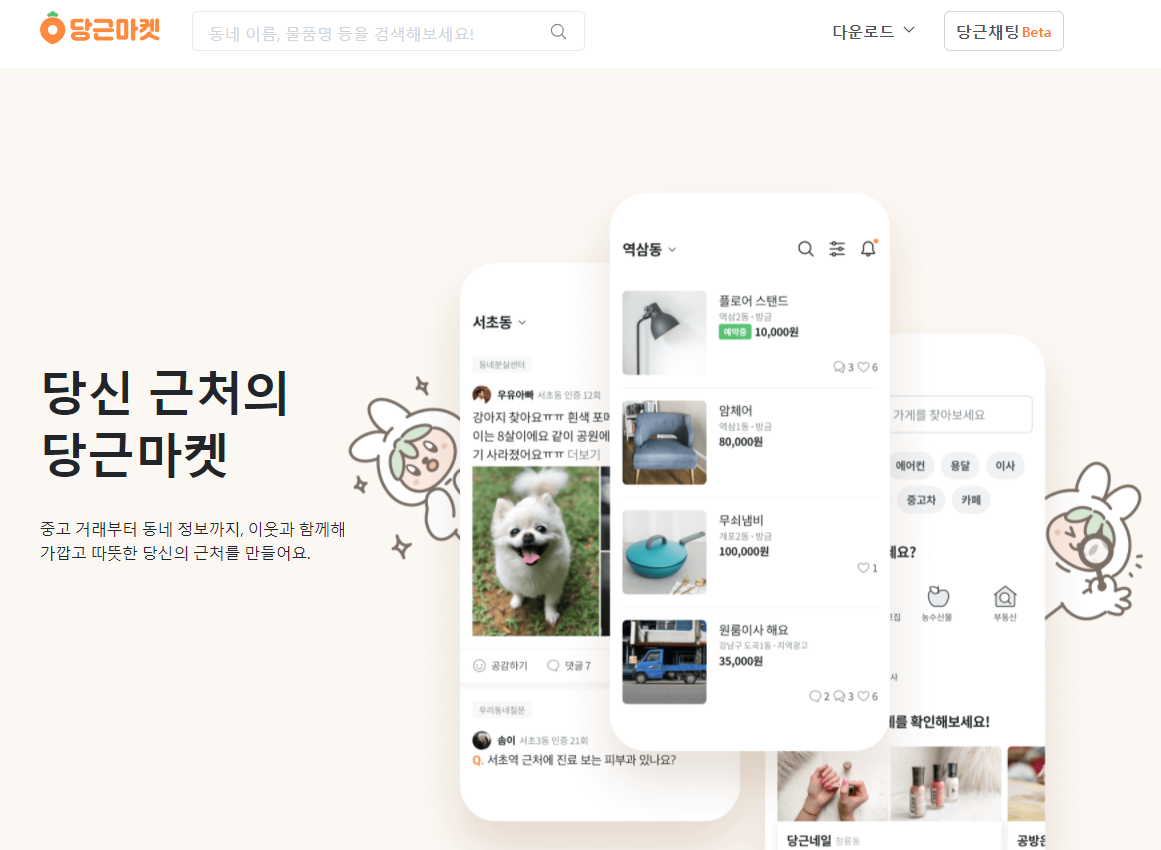 당근마켓
동네 이름, 물품명 등을 검색해보세요!
다운로드
당근채팅 Beta
당신 근처의
당근마켓
중고 거래부터 동네 정보까지, 이웃과 함께해
가깝고 따뜻한 당신의 근처를 만들어요.
서초동
동네분실센터
우유아빠 서초동 인증 12회
강아지 찾아요ㅠㅠ 흰색 포메
이는 8살이에요 같이 공원에
기 사라졌어요ㅠㅠ 더보기
공감하기 댓글 7
우리동네질문
솜이 서초3동 인증 21회
Q. 서초역 근처에 진료 보는 피부과 있나요?
역삼동
플로어 스탠드
역삼2동 · 방금
예약중 10,000원
3 6
암체어
역삼1동 · 방금
80,000원
무쇠냄비
개포2동 · 방금
100,000원
1
원룸이사 해요
강남구 도곡1동 · 지역광고
35,000원
2 3 6
가게를 찾아보세요
에어컨 용달 이사
중고차 카페
요?
농수산물 부동산
사
를 확인해보세요!
당근네일 정릉동
공방은